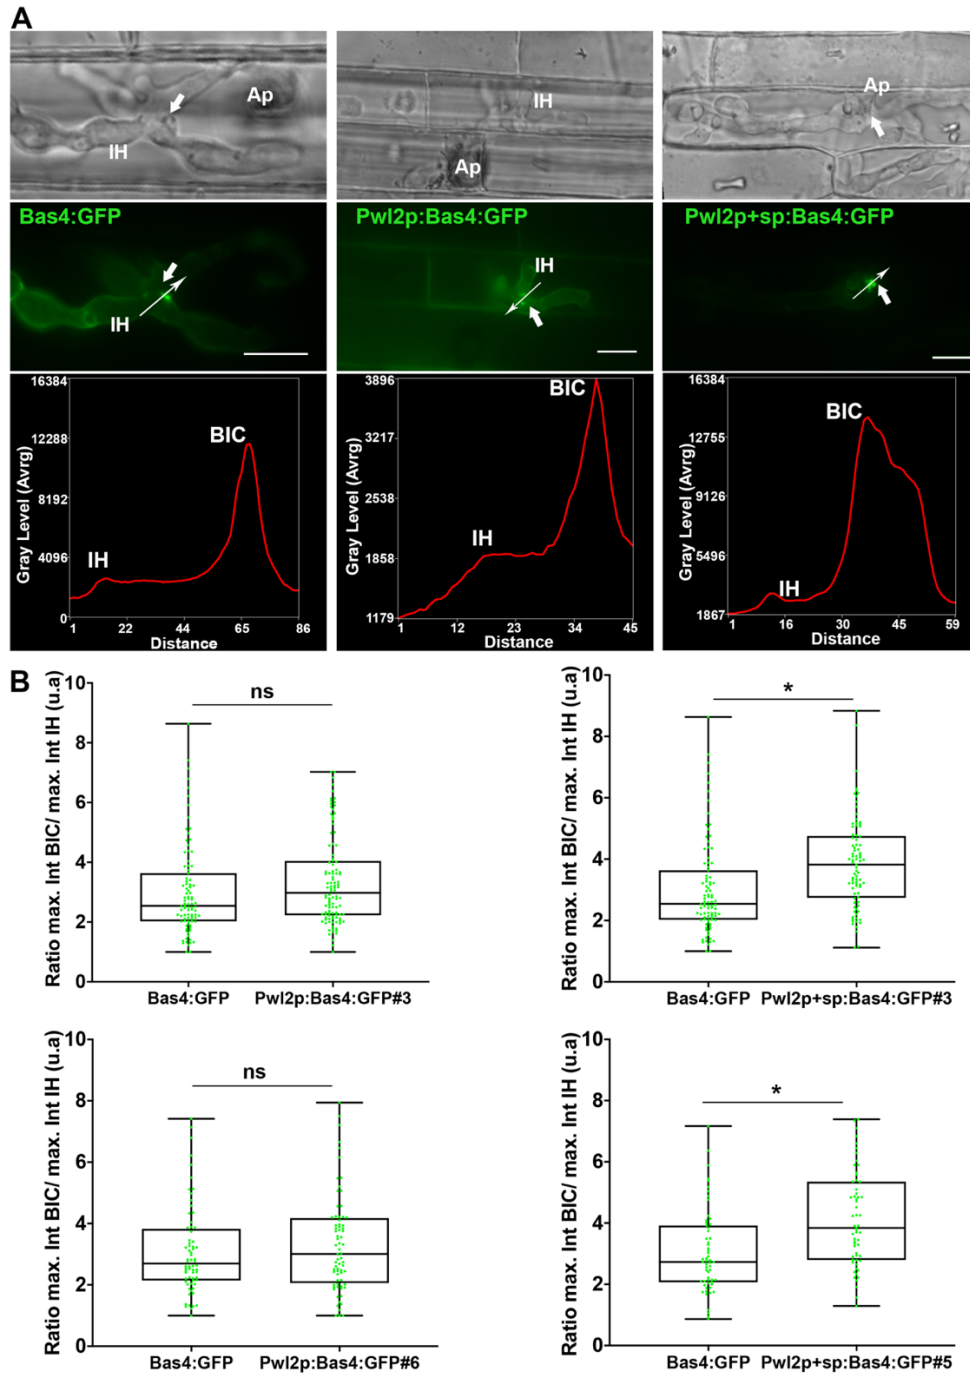 A
Ap
IH
IH
Ap
Ap
Bas4:GFP
IH
Pwl2p:Bas4:GFP
IH
Pwl2p+sp:Bas4:GFP
16384
12288
8192
4096
0
Gray Level (Avrg)
IH
BIC
1 22 44 65 86
Distance
3896
3217
2538
1858
1179
Gray Level (Avrg)
IH
BIC
1 12 23 34 45
Distance
16384
12755
9126
5496
1867
Gray Level (Avrg)
IH
BIC
1 16 30 45 59
Distance
B
Ratio max. Int BIC/ max. Int IH (u.a)
10
8
6
4
2
0
ns
Bas4:GFP Pwl2p:Bas4:GFP#3
Ratio max. Int BIC/ max. Int IH (u.a)
10
8
6
4
2
0
*
Bas4:GFP Pwl2p+sp:Bas4:GFP#3
Ratio max. Int BIC/ max. Int IH (u.a)
10
8
6
4
2
0
ns
Bas4:GFP Pwl2p:Bas4:GFP#6
Ratio max. Int BIC/ max. Int IH (u.a)
10
8
6
4
2
0
*
Bas4:GFP Pwl2p+sp:Bas4:GFP#5